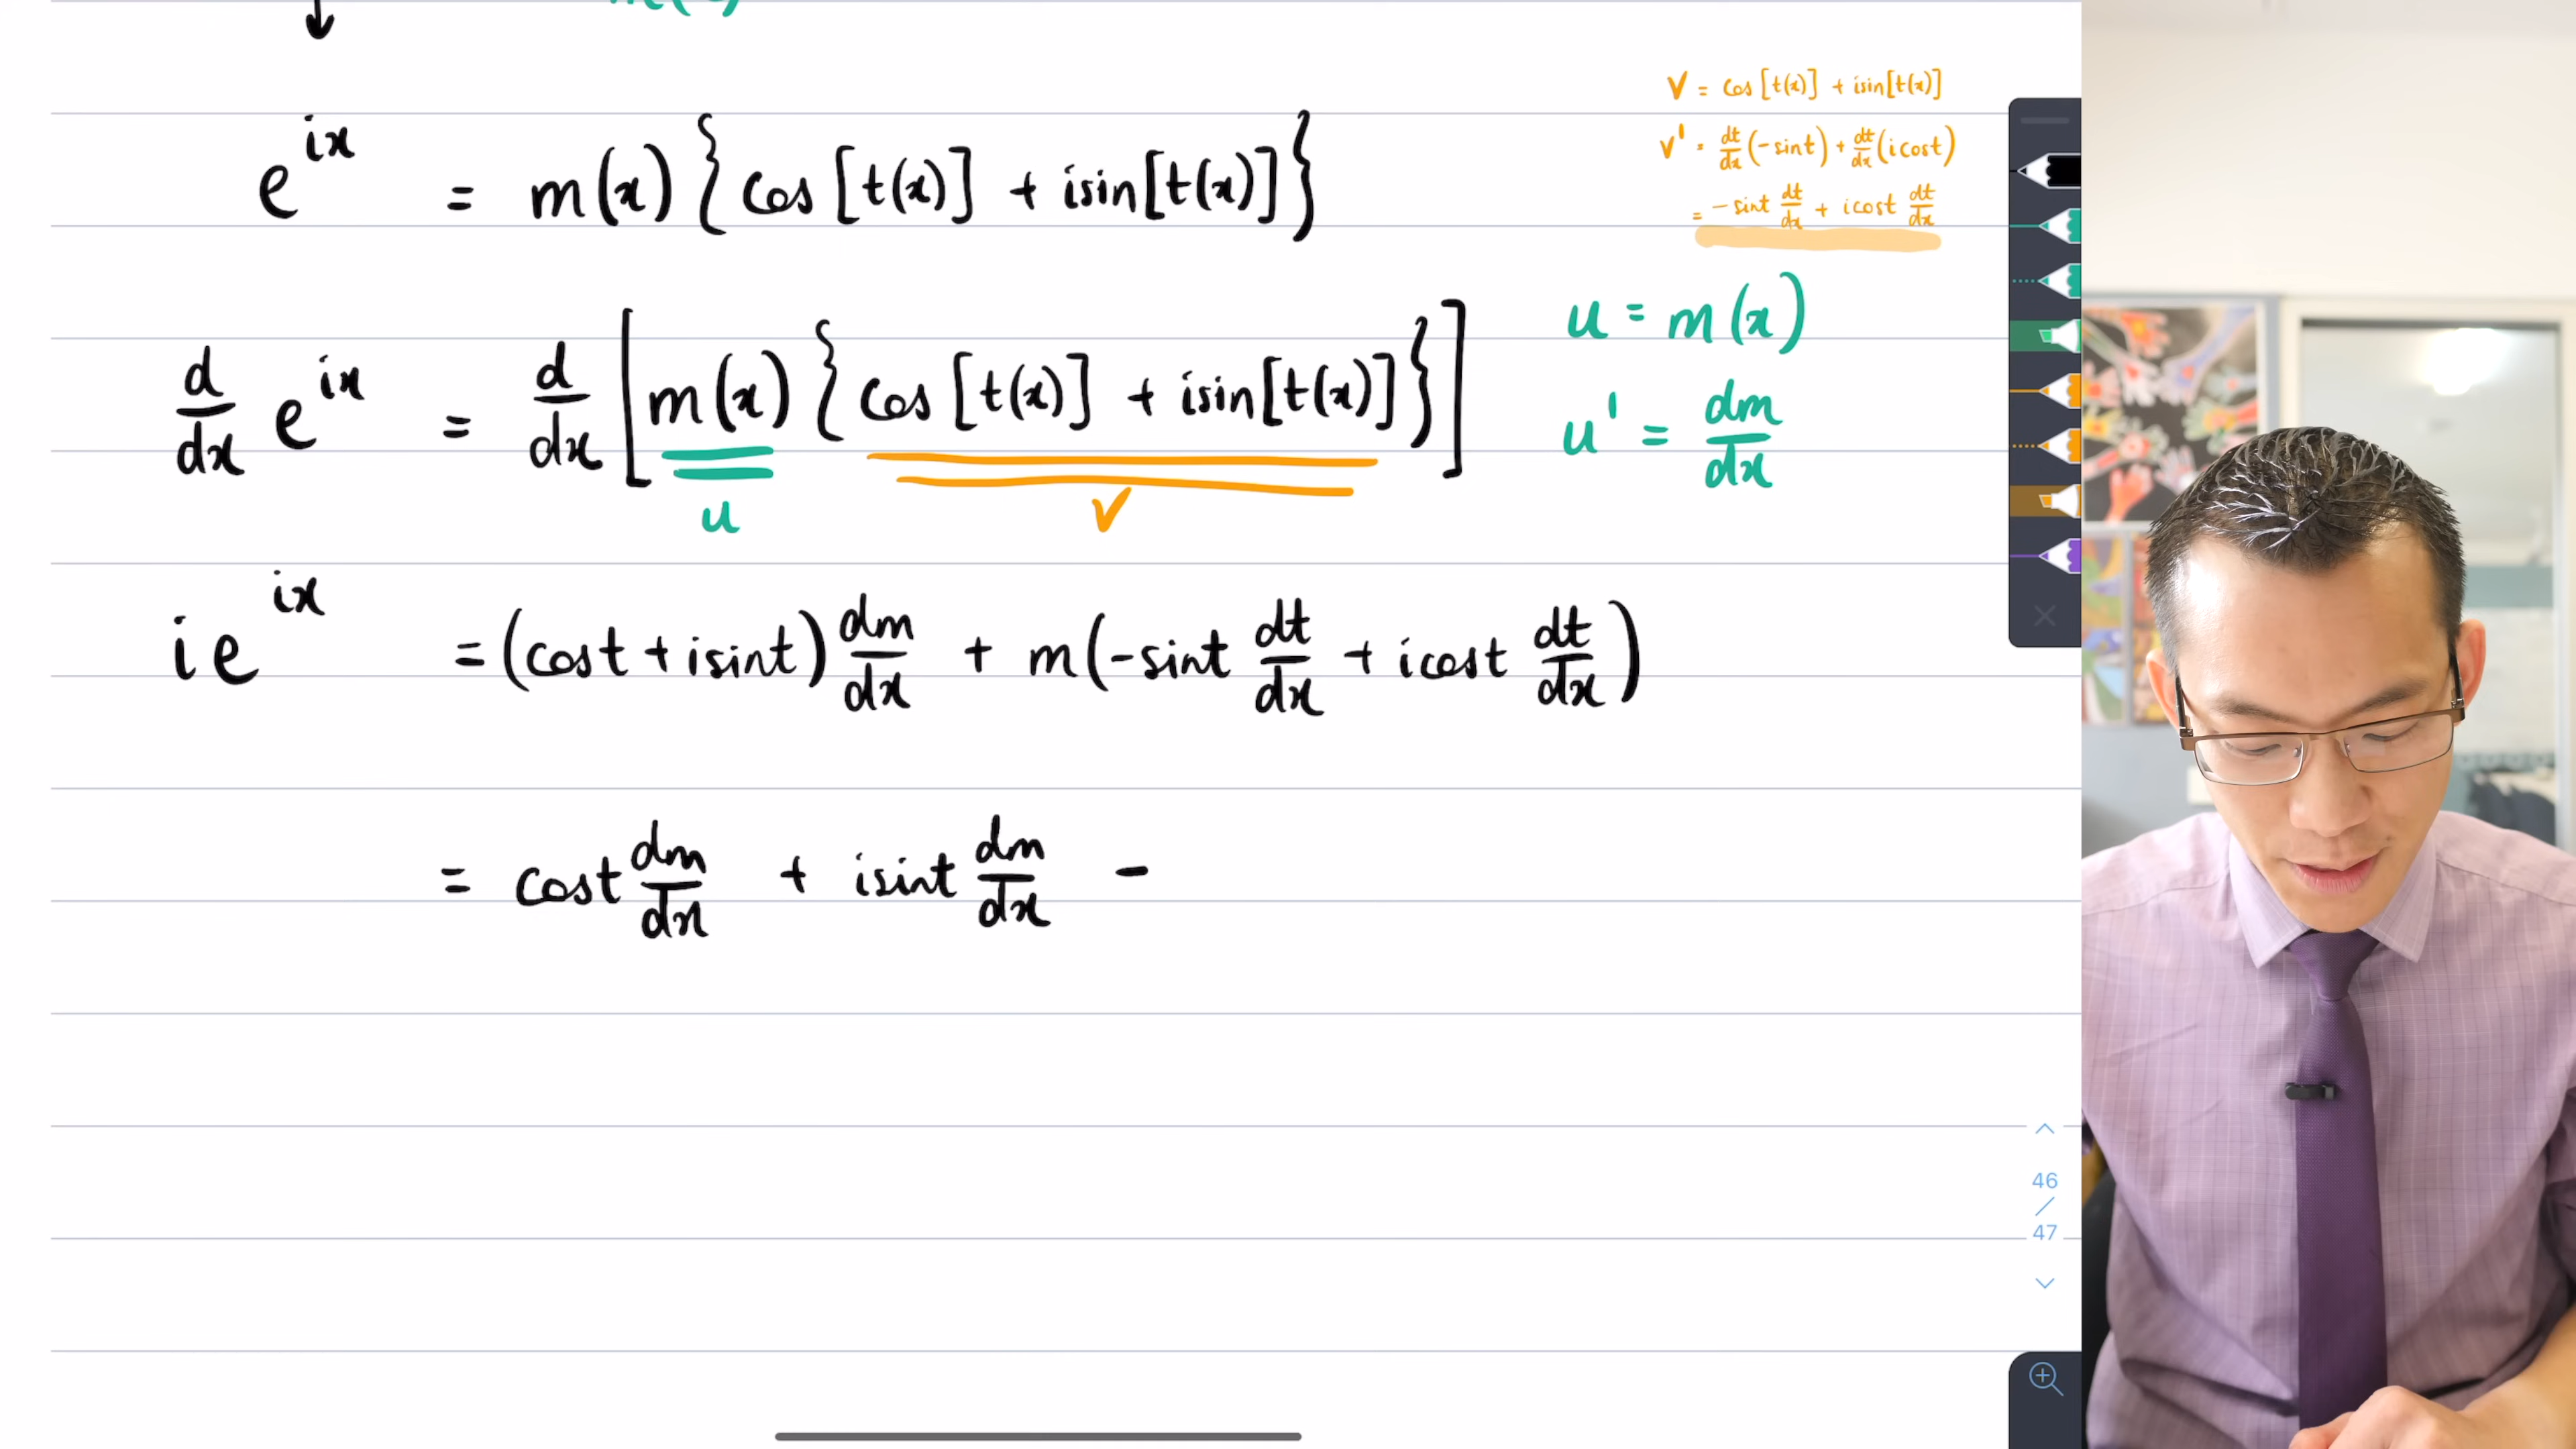 e^{ix} = m(x) { cos [t(x)] + isin[t(x)] }
v = cos [t(x)] + isin[t(x)]
v' = dt/dx (-sint) + dt/dx (icost)
= -sint dt/dx + icost dt/dx
u = m(x)
u' = dm/dx
d/dx e^{ix} = d/dx [ m(x) { cos [t(x)] + isin[t(x)] } ]
u v
ie^{ix} = (cost + isint) dm/dx + m(-sint dt/dx + icost dt/dx)
= cost dm/dx + isint dm/dx -
46
/
47